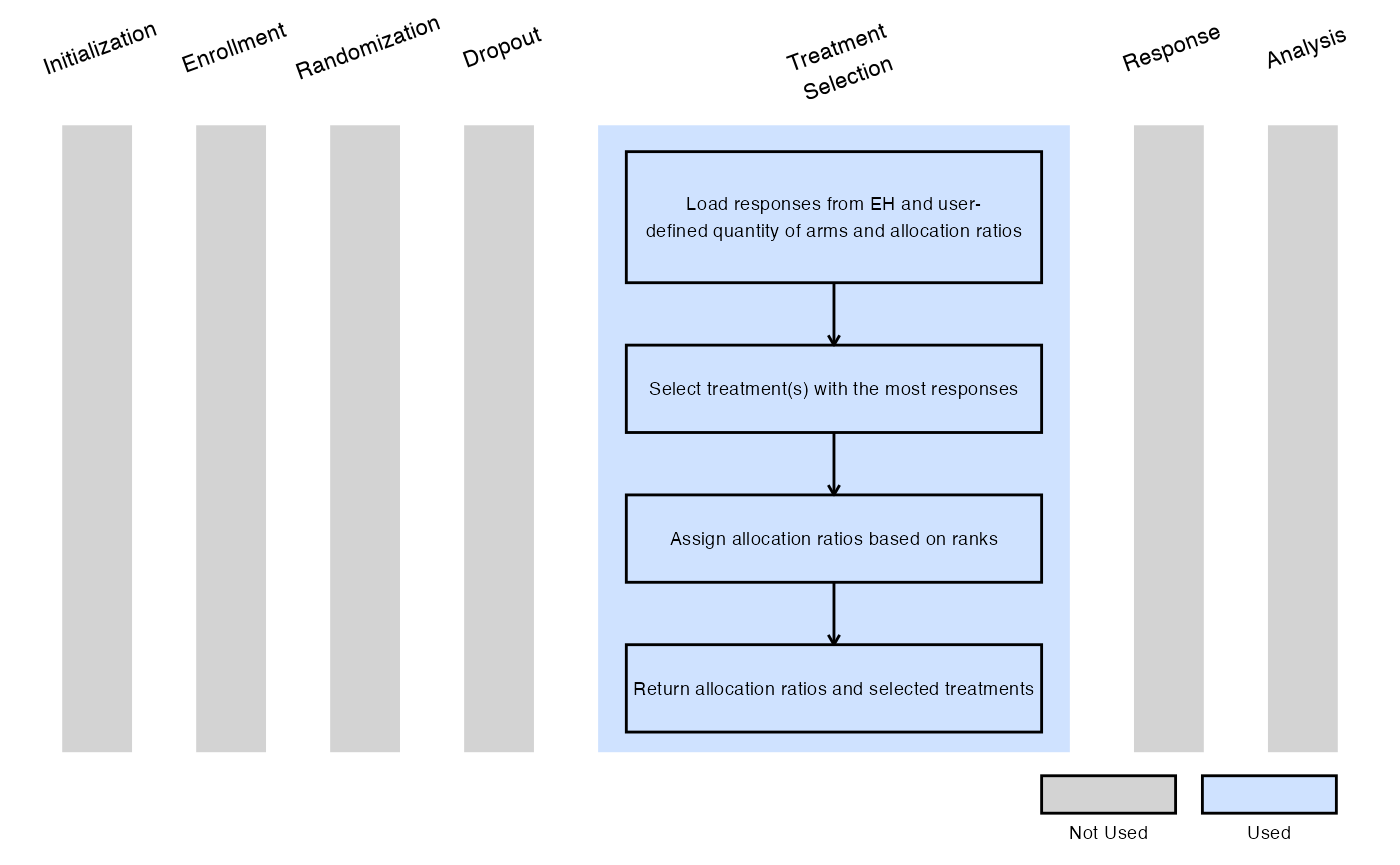 Initialization
Enrollment
Randomization
Dropout
Treatment
Selection
Response
Analysis
Load responses from EH and user-
defined quantity of arms and allocation ratios
Select treatment(s) with the most responses
Assign allocation ratios based on ranks
Return allocation ratios and selected treatments
Not Used
Used